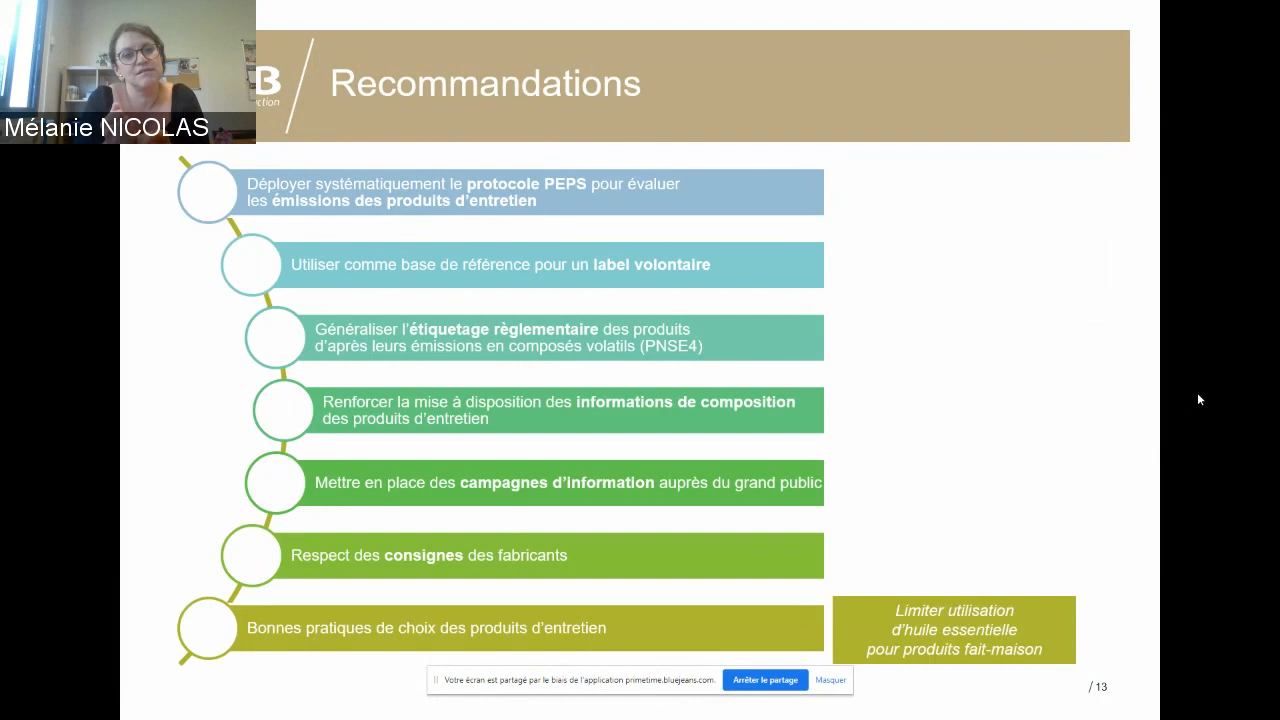 B
ction
Recommandations
Mélanie NICOLAS
Déployer systématiquement le protocole PEPS pour évaluer
les émissions des produits d'entretien
Utiliser comme base de référence pour un label volontaire
Généraliser l'étiquetage règlementaire des produits
d'après leurs émissions en composés volatils (PNSE4)
Renforcer la mise à disposition des informations de composition
des produits d'entretien
Mettre en place des campagnes d'information auprès du grand public
Respect des consignes des fabricants
Bonnes pratiques de choix des produits d'entretien
Limiter utilisation
d'huile essentielle
pour produits fait-maison
Votre écran est partagé par le biais de l'application primetime.bluejeans.com.
Arrêter le partage
Masquer
/ 13